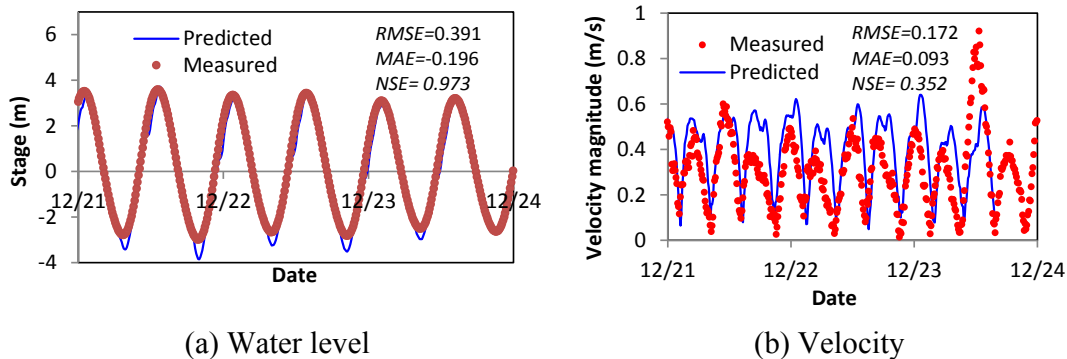 6
4
2
0
-2
-4
Stage (m)
Predicted
Measured
RMSE=0.391
MAE=-0.196
NSE= 0.973
12/21
12/22
12/23
12/24
Date
(a) Water level
1
0.8
0.6
0.4
0.2
0
Velocity magnitude (m/s)
Measured
Predicted
RMSE=0.172
MAE=0.093
NSE= 0.352
12/21
12/22
12/23
12/24
Date
(b) Velocity